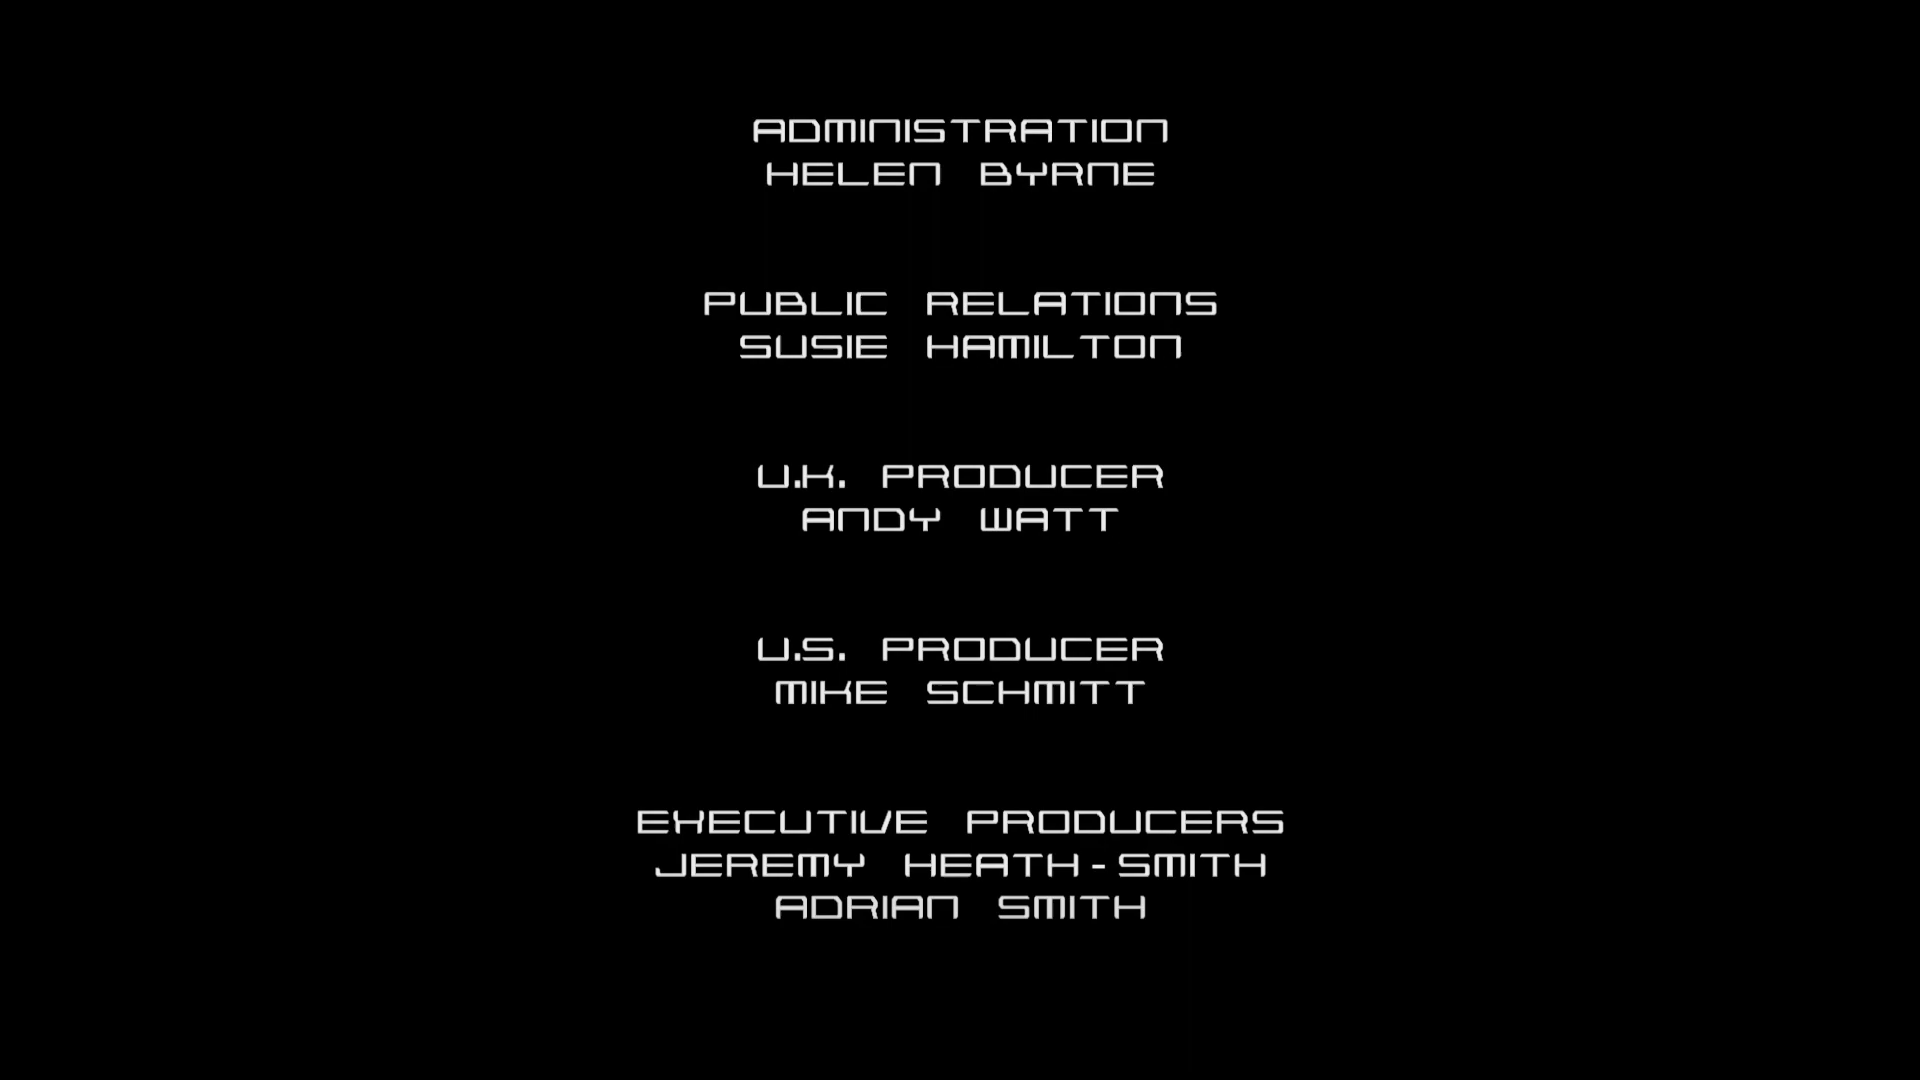 ADMINISTRATION
HELEN BYRNE
PUBLIC RELATIONS
SUSIE HAMILTON
U.K. PRODUCER
ANDY WATT
U.S. PRODUCER
MIKE SCHMITT
EXECUTIVE PRODUCERS
JEREMY HEATH-SMITH
ADRIAN SMITH